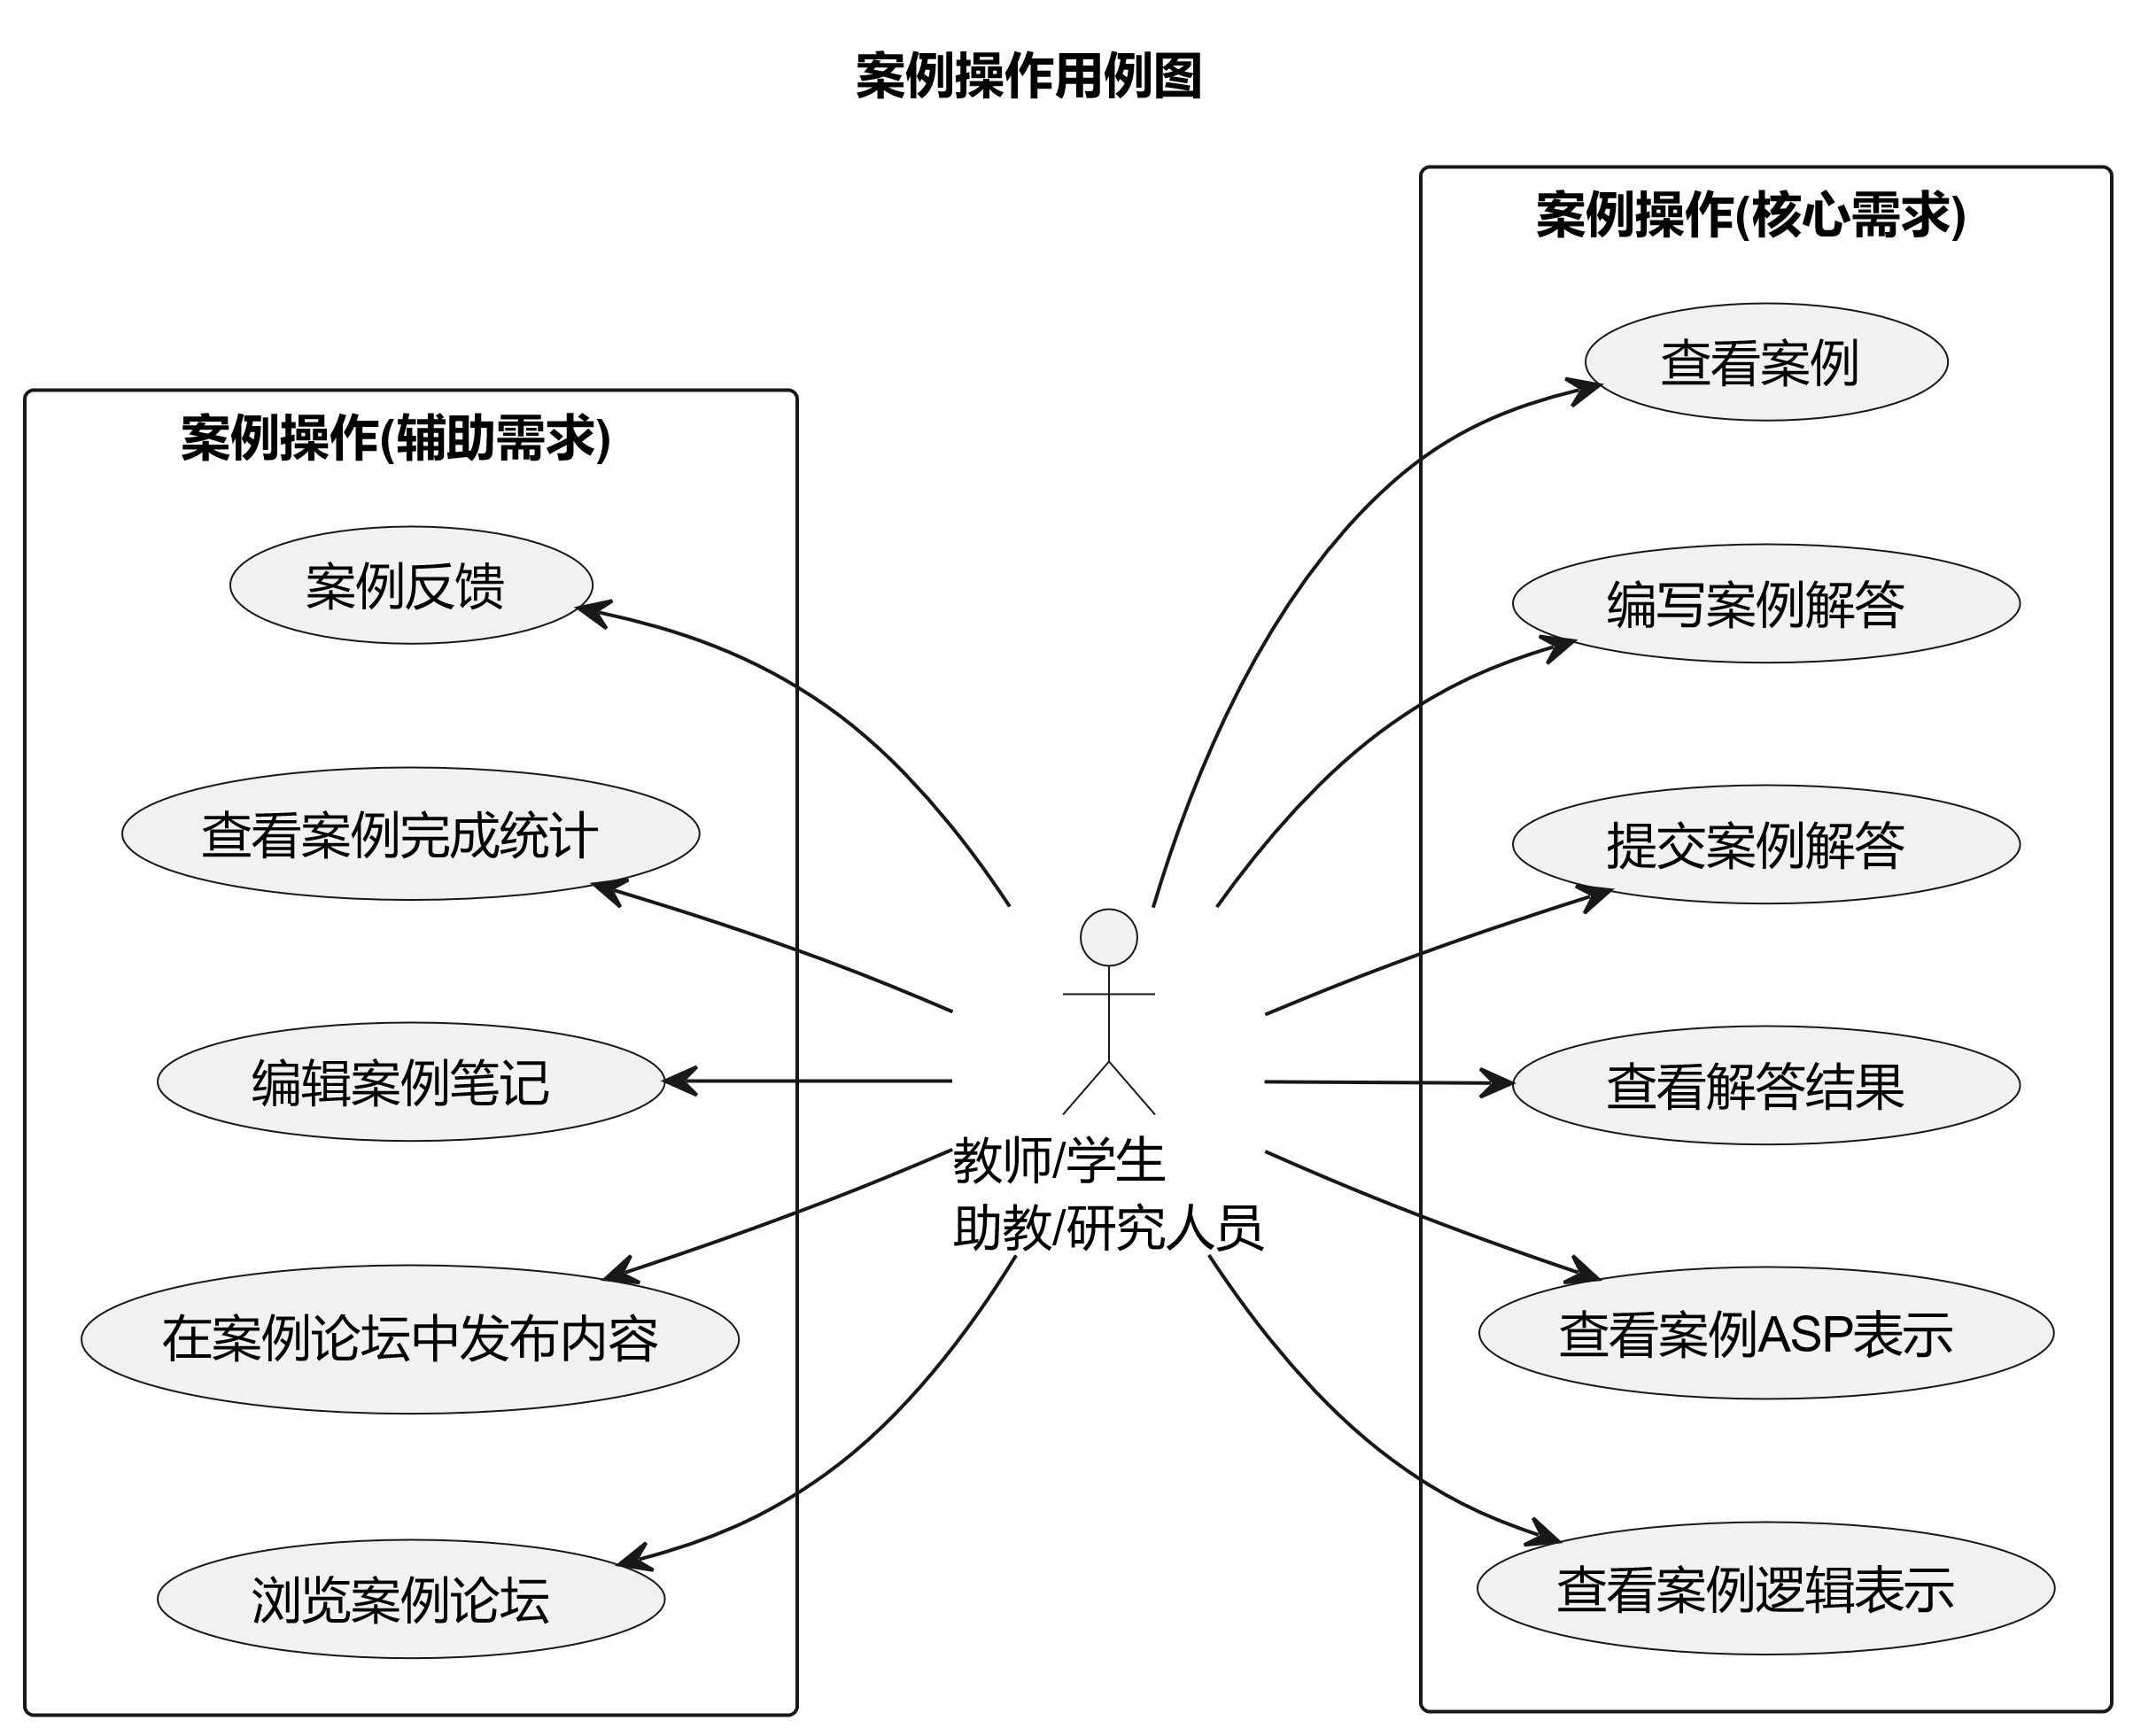 案例操作用例图
案例操作(辅助需求)
案例反馈
查看案例完成统计
编辑案例笔记
在案例论坛中发布内容
浏览案例论坛
教师/学生
助教/研究人员
案例操作(核心需求)
查看案例
编写案例解答
提交案例解答
查看解答结果
查看案例ASP表示
查看案例逻辑表示